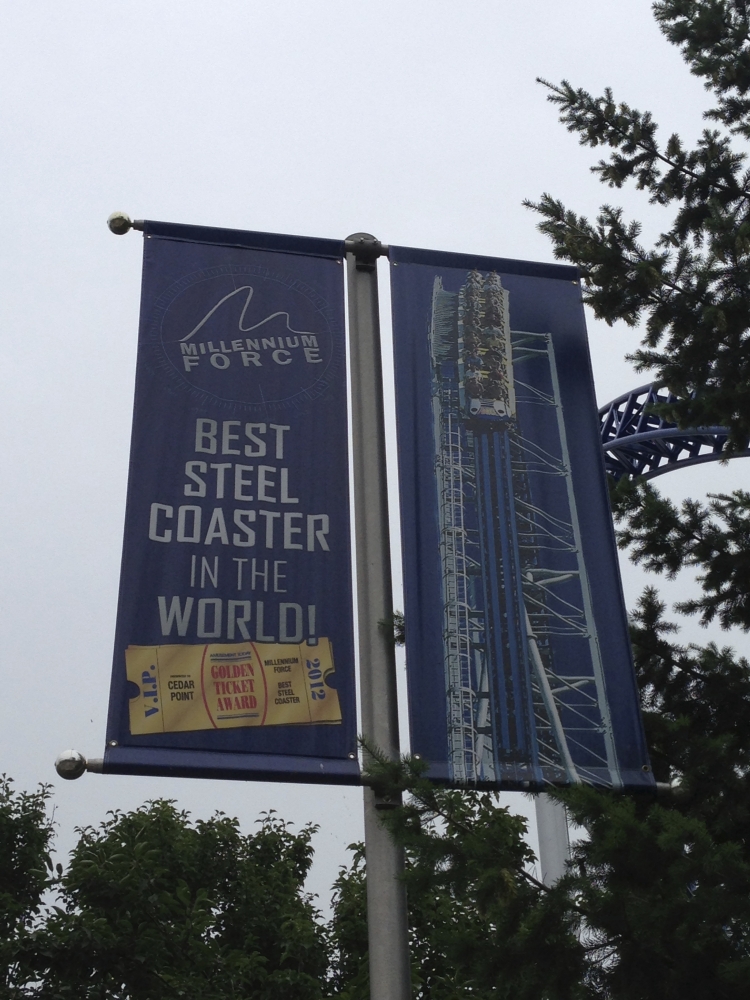 MILLENNIUM
FORCE
BEST
STEEL
COASTER
IN THE
WORLD!
V.I.P.
CEDAR
POINT
GOLDEN
TICKET
AWARD
MILLENNIUM
FORCE
BEST
STEEL
COASTER
2012